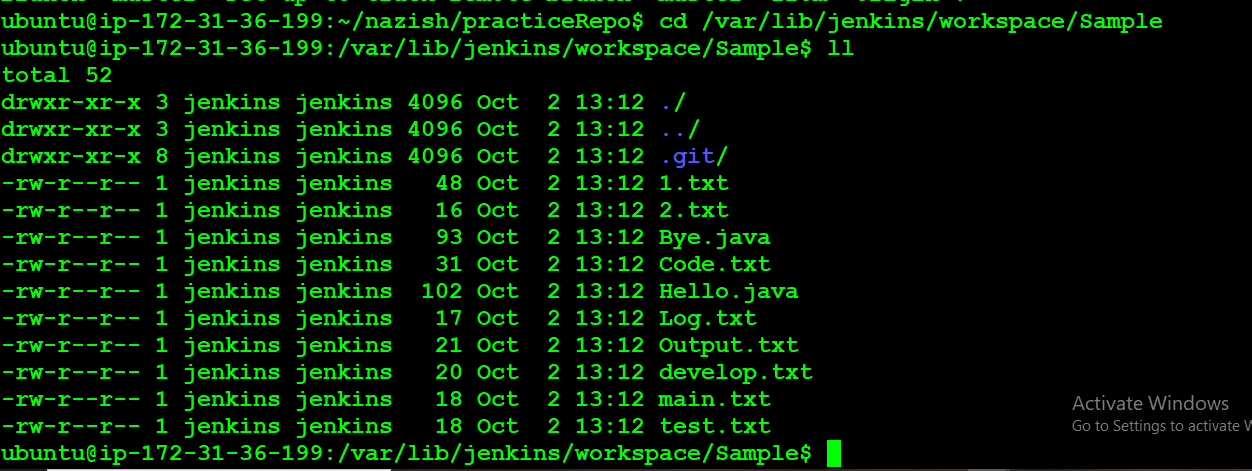 ubuntu@ip-172-31-36-199:~/nazish/practiceRepo$ cd /var/lib/jenkins/workspace/Sample
ubuntu@ip-172-31-36-199:/var/lib/jenkins/workspace/Sample$ ll
total 52
drwxr-xr-x 3 jenkins jenkins 4096 Oct  2 13:12 ./
drwxr-xr-x 3 jenkins jenkins 4096 Oct  2 13:12 ../
drwxr-xr-x 8 jenkins jenkins 4096 Oct  2 13:12 .git/
-rw-r--r-- 1 jenkins jenkins   48 Oct  2 13:12 1.txt
-rw-r--r-- 1 jenkins jenkins   16 Oct  2 13:12 2.txt
-rw-r--r-- 1 jenkins jenkins   93 Oct  2 13:12 Bye.java
-rw-r--r-- 1 jenkins jenkins   31 Oct  2 13:12 Code.txt
-rw-r--r-- 1 jenkins jenkins  102 Oct  2 13:12 Hello.java
-rw-r--r-- 1 jenkins jenkins   17 Oct  2 13:12 Log.txt
-rw-r--r-- 1 jenkins jenkins   21 Oct  2 13:12 Output.txt
-rw-r--r-- 1 jenkins jenkins   20 Oct  2 13:12 develop.txt
-rw-r--r-- 1 jenkins jenkins   18 Oct  2 13:12 main.txt
-rw-r--r-- 1 jenkins jenkins   18 Oct  2 13:12 test.txt
ubuntu@ip-172-31-36-199:/var/lib/jenkins/workspace/Sample$
Activate Windows
Go to Settings to activate